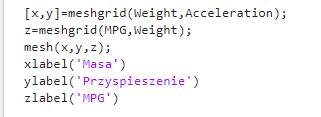 [x,y]=meshgrid(Weight,Acceleration);
z=meshgrid(MPG,Weight);
mesh(x,y,z);
xlabel('Masa')
ylabel('Przyspieszenie')
zlabel('MPG')